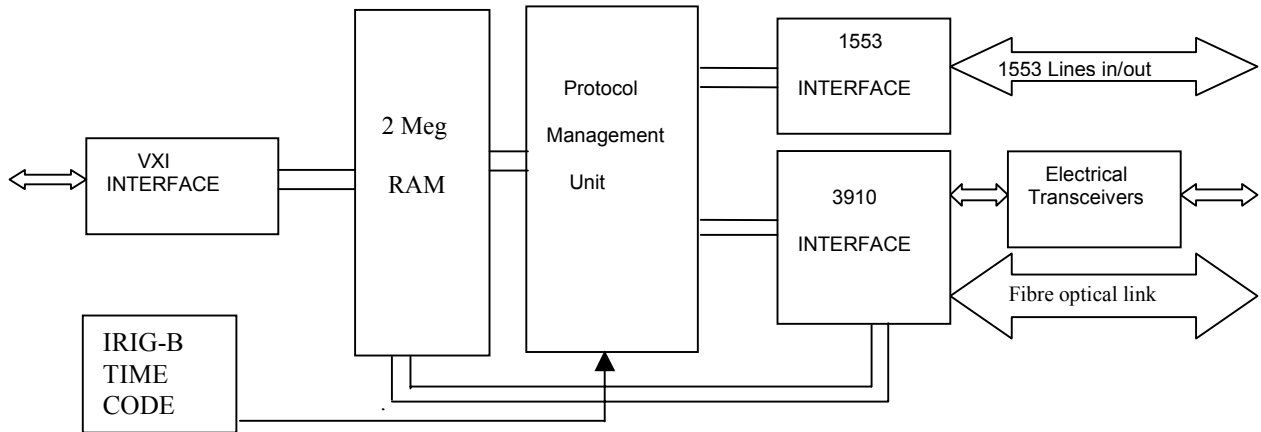 VXI
INTERFACE
2 Meg
RAM
Protocol
Management
Unit
1553
INTERFACE
1553 Lines in/out
3910
INTERFACE
Electrical
Transceivers
Fibre optical link
IRIG-B
TIME
CODE